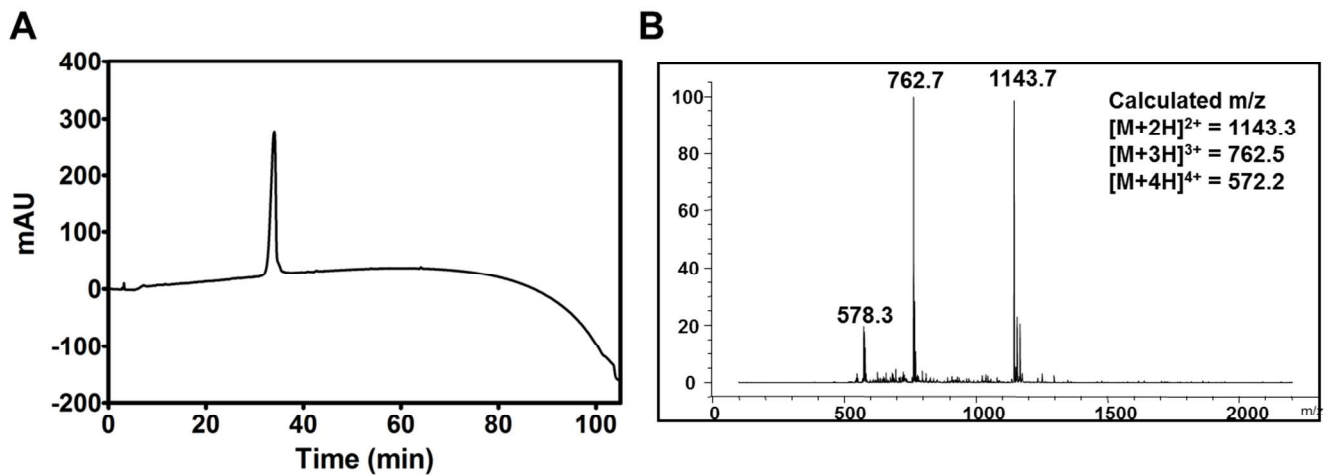 A
400
300
200
100
0
-100
-200
mAU
0 20 40 60 80 100
Time (min)
B
100
80
60
40
20
0
762.7 1143.7
578.3
Calculated m/z
[M+2H]²⁺ = 1143.3
[M+3H]³⁺ = 762.5
[M+4H]⁴⁺ = 572.2
0 500 1000 1500 2000 m/z